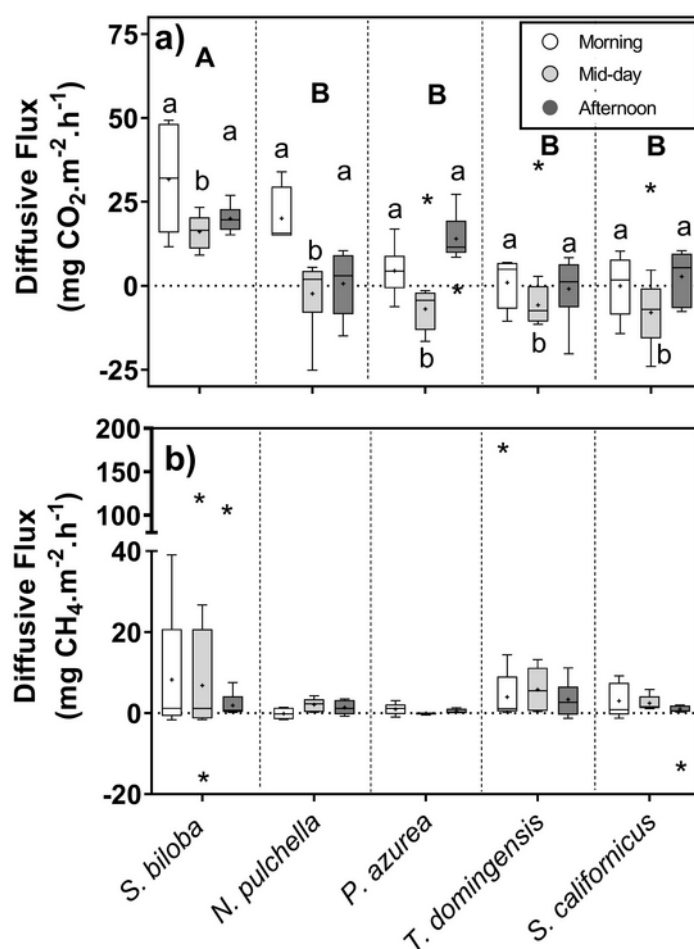 a)
Diffusive Flux
(mg CO₂.m⁻².h⁻¹)
75
50
25
0
-25
Morning
Mid-day
Afternoon
A
B
B
B
B
a
b
a
a
b
a
a
*
b
a
*
a
*
b
a
a
*
b
a
b)
Diffusive Flux
(mg CH₄.m⁻².h⁻¹)
200
150
100
50
40
20
0
-20
*
*
*
*
*
S. biloba
N. pulchella
P. azurea
T. domingensis
S. californicus